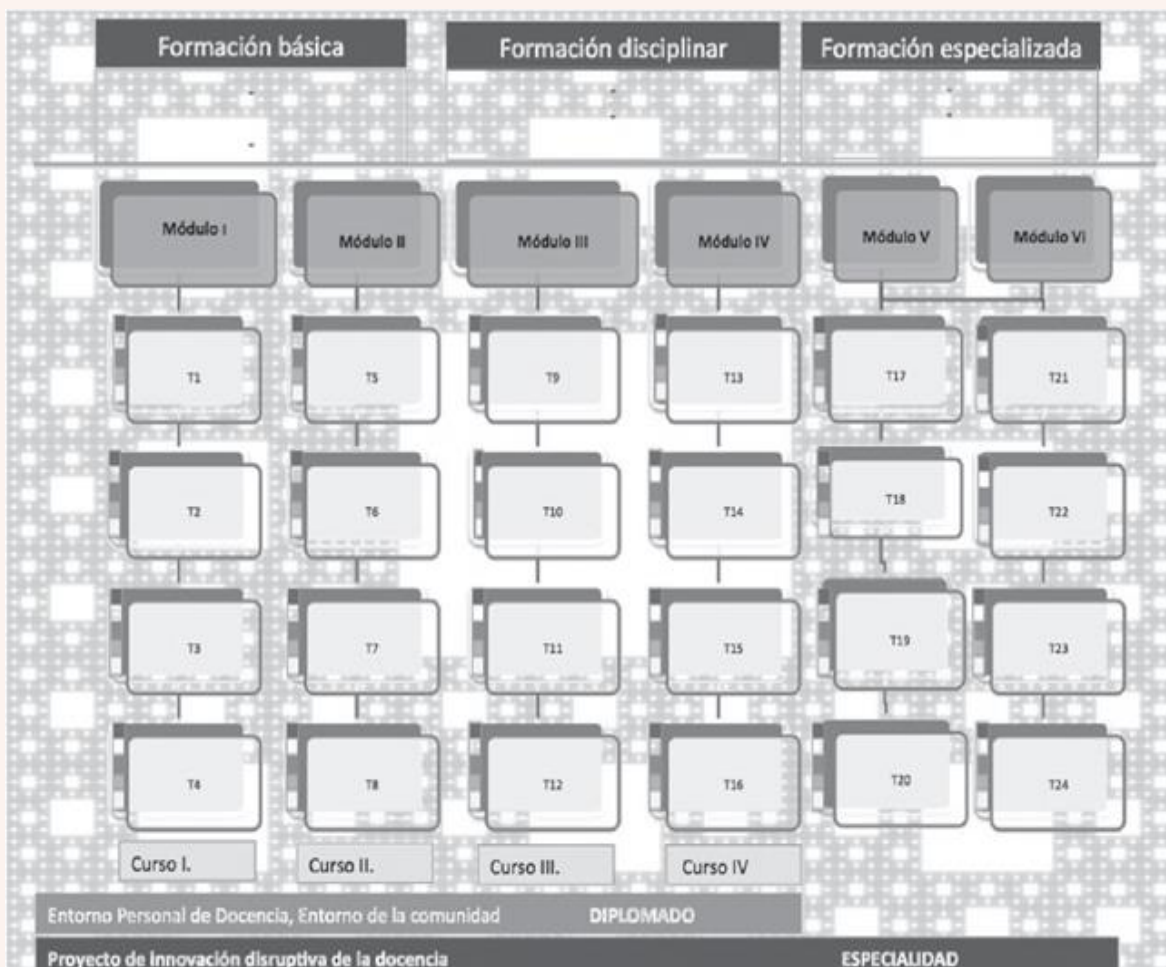 Formación básica
Formación disciplinar
Formación especializada
Módulo I
Módulo II
Módulo III
Módulo IV
Módulo V
Módulo VI
T1
T5
T9
T13
T17
T21
T2
T6
T10
T14
T18
T22
T3
T7
T11
T15
T19
T23
T4
T8
T12
T16
T20
T24
Curso I.
Curso II.
Curso III.
Curso IV
Entorno Personal de Docencia, Entorno de la comunidad DIPLOMADO
Proyecto de innovación disruptiva de la docencia ESPECIALIDAD